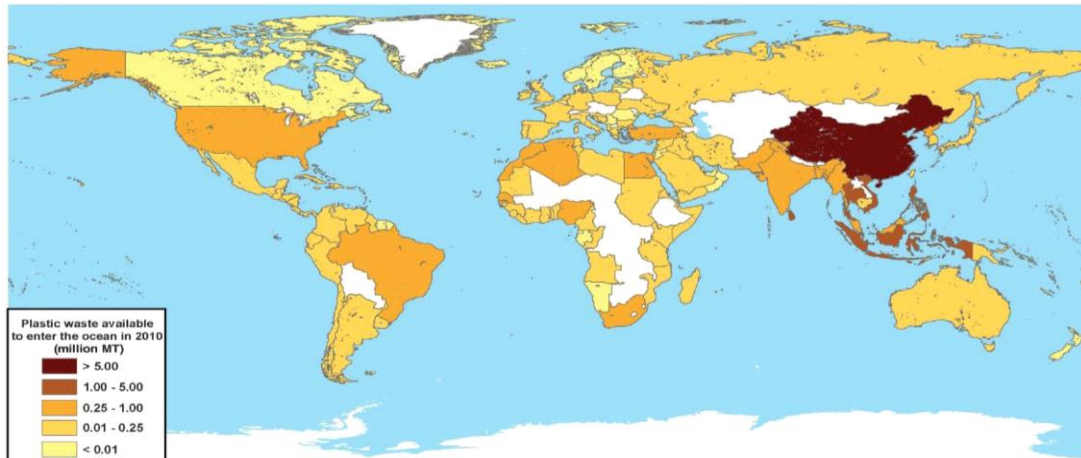 Plastic waste available
to enter the ocean in 2010
(million MT)
> 5.00
1.00 - 5.00
0.25 - 1.00
0.01 - 0.25
< 0.01